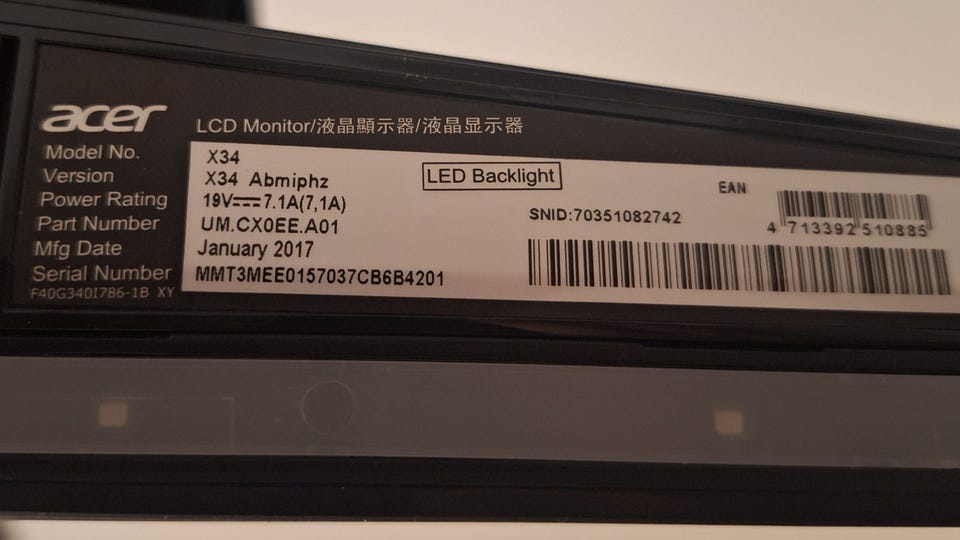 acer
LCD Monitor/液晶顯示器/液晶显示器
Model No. X34
Version X34 Abmiphz
Power Rating 19V⎓7.1A(7,1A)
Part Number UM.CX0EE.A01
Mfg Date January 2017
Serial Number MMT3MEE0157037CB6B4201
F40G340I786-1B XY
LED Backlight
SNID:70351082742
EAN
4 713392 510885